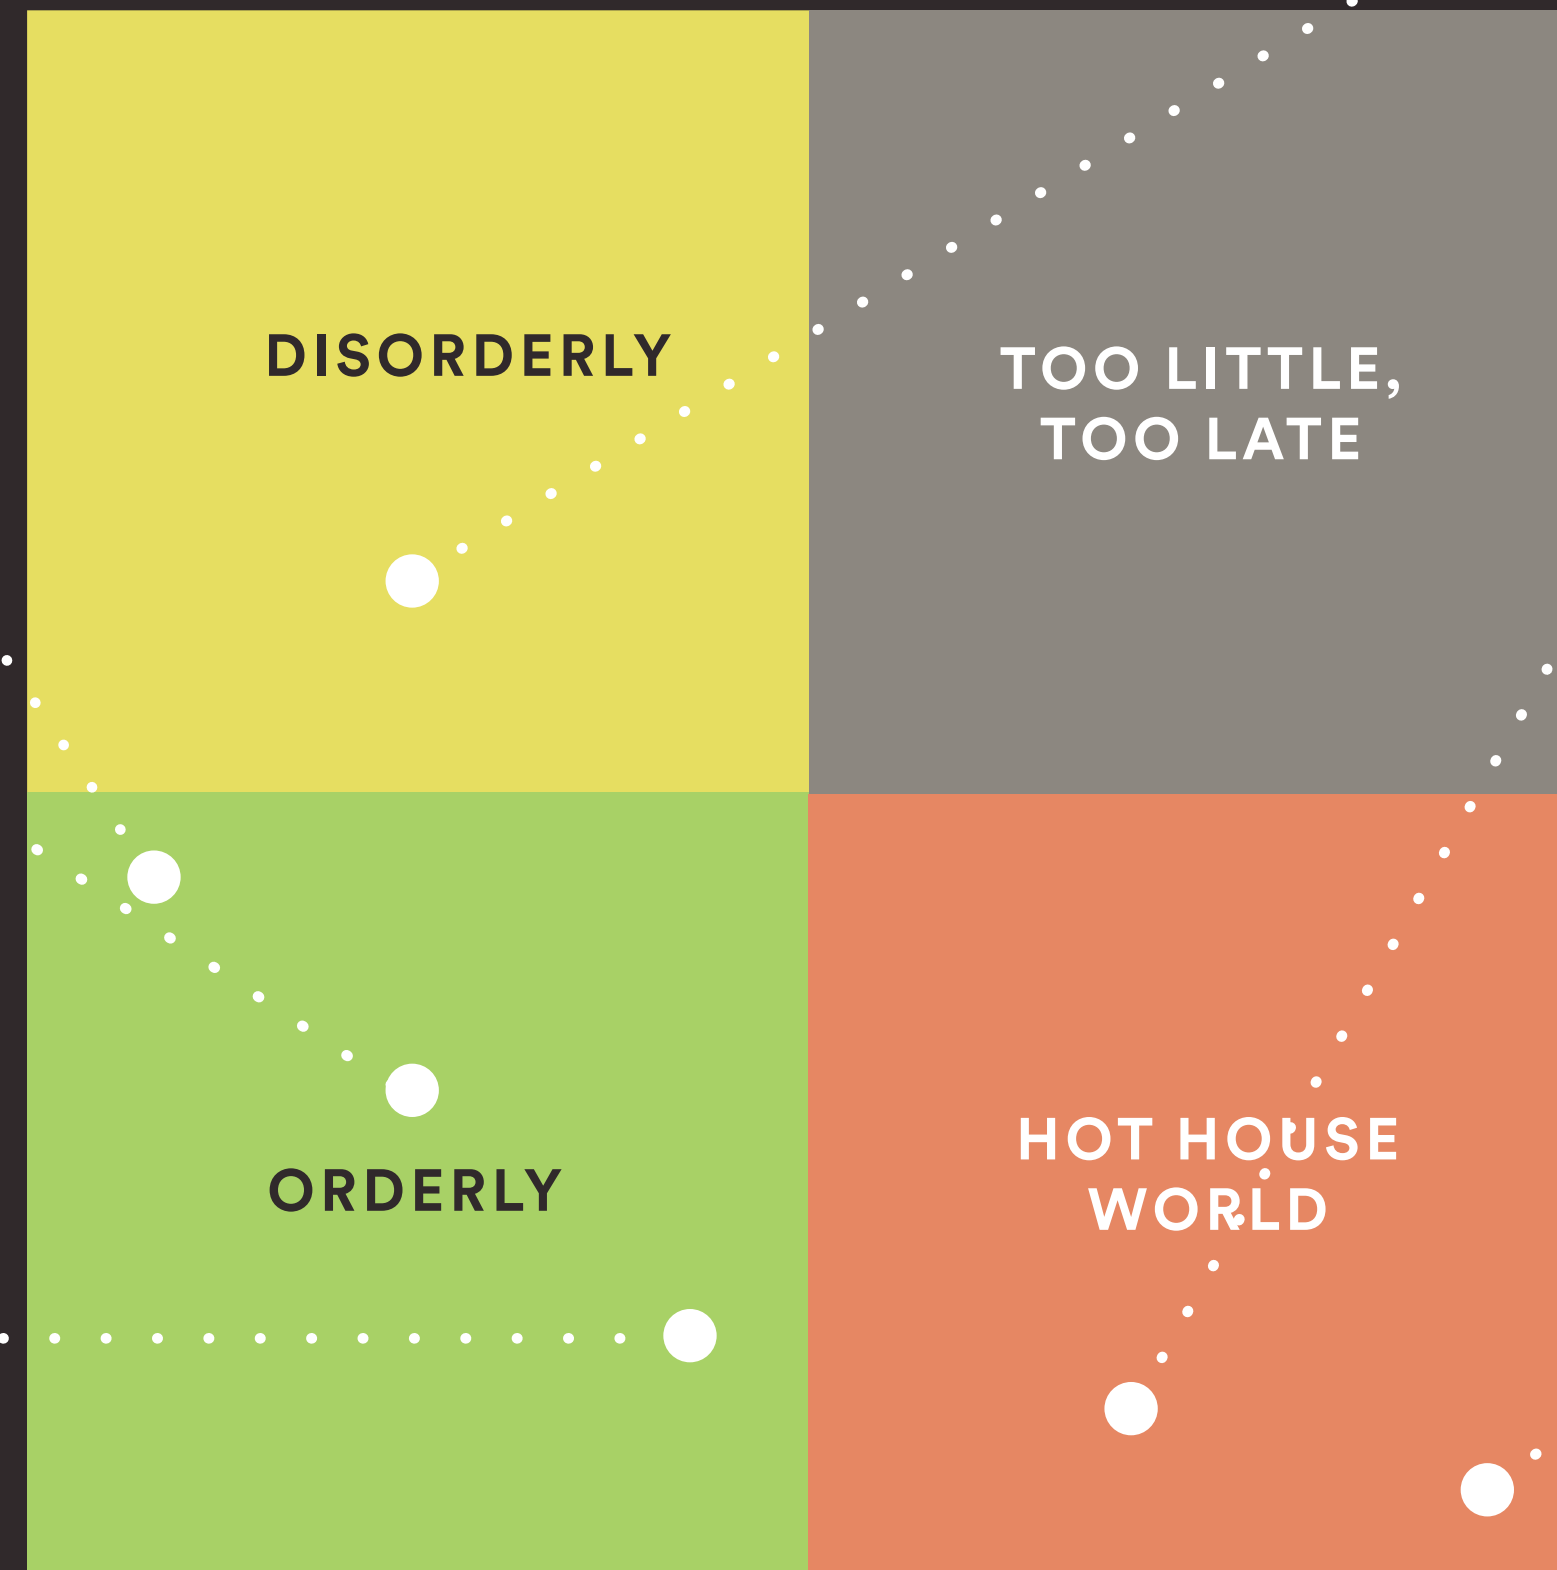 DISORDERLY
TOO LITTLE,
TOO LATE
ORDERLY
HOT HOUSE
WORLD